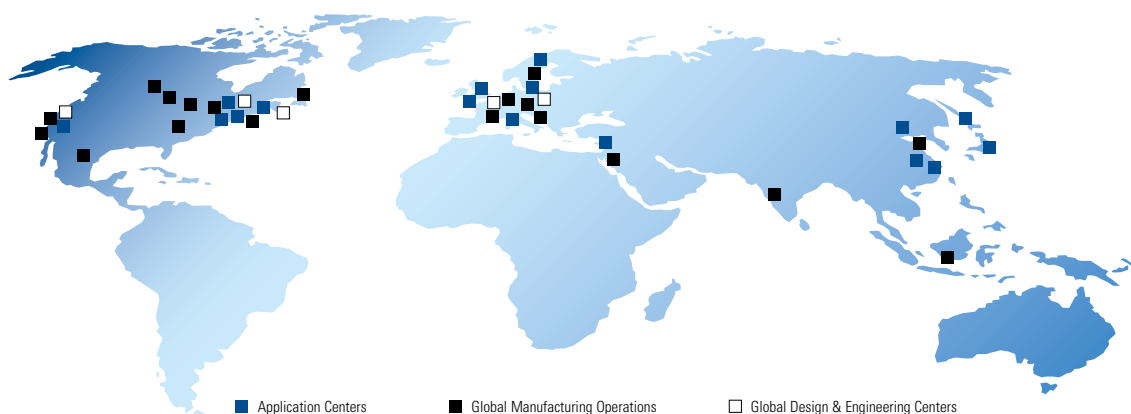 Application Centers
Global Manufacturing Operations
Global Design & Engineering Centers